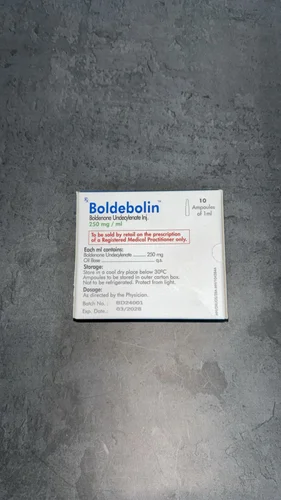 Rx
Boldebolin™
Boldenone Undecylenate Inj.
250 mg / ml
10
Ampoules
of 1ml
To be sold by retail on the prescription
of a Registered Medical Practitioner only.
Each ml contains:
Boldenone Undecylenate .......... 250 mg
Oil Base ............................ q.s
Storage:
Store in a cool dry place below 30ºC
Ampoules to be stored in outer carton box.
Not to be refrigerated. Protect from light.
Dosage:
As directed by the Physician.
Batch No. :
Exp. Date.: 03/2028